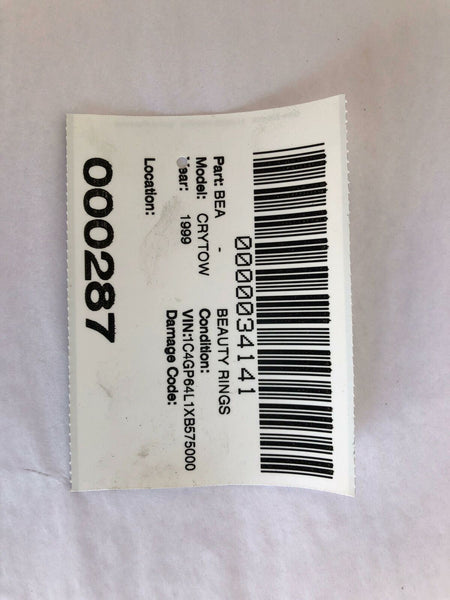 0000034141
Part: BEA - BEAUTY RINGS
Model: CRYTOW Condition:
Year: 1999 VIN:1C4GP64L1XB575000
Damage Code:
Location:
000287